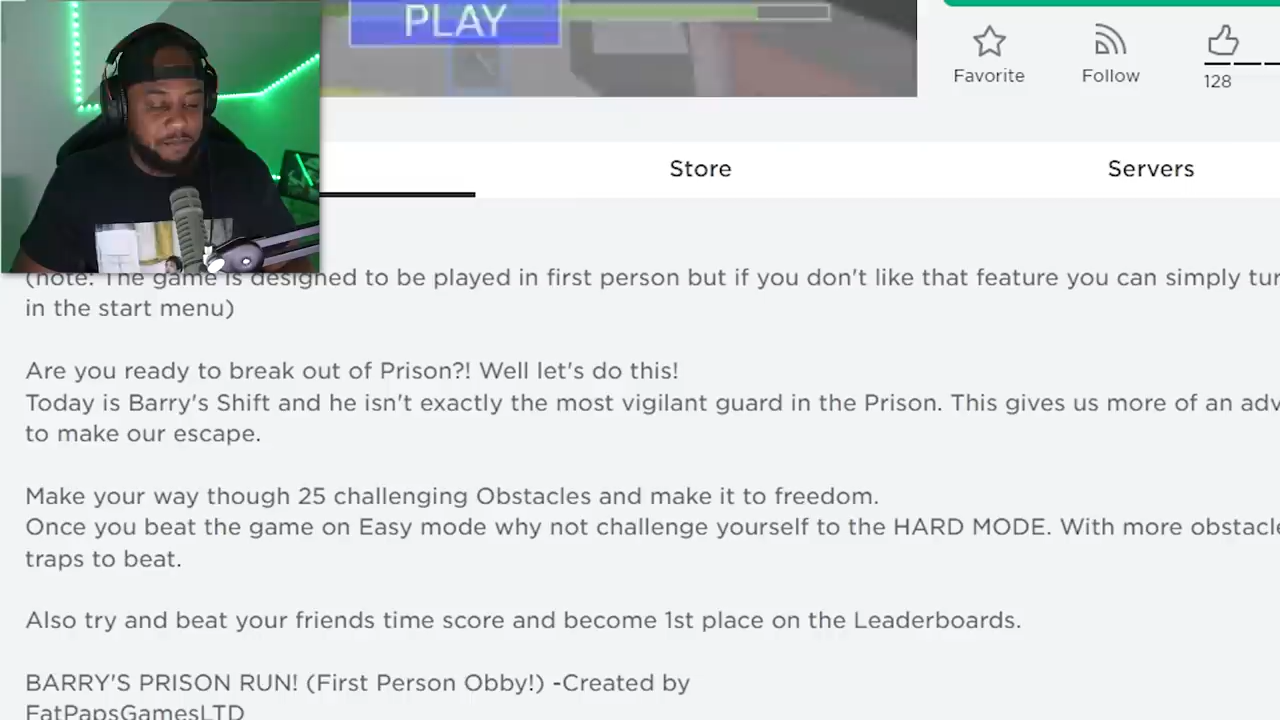 PLAY
Favorite
Follow
128
Store
Servers
(note: The game is designed to be played in first person but if you don't like that feature you can simply
in the start menu)
Are you ready to break out of Prison?! Well let's do this!
Today is Barry's Shift and he isn't exactly the most vigilant guard in the Prison. This gives us more of an
to make our escape.
Make your way though 25 challenging Obstacles and make it to freedom.
Once you beat the game on Easy mode why not challenge yourself to the HARD MODE. With more
traps to beat.
Also try and beat your friends time score and become 1st place on the Leaderboards.
BARRY'S PRISON RUN! (First Person Obby!) -Created by
FatPapsGamesLTD